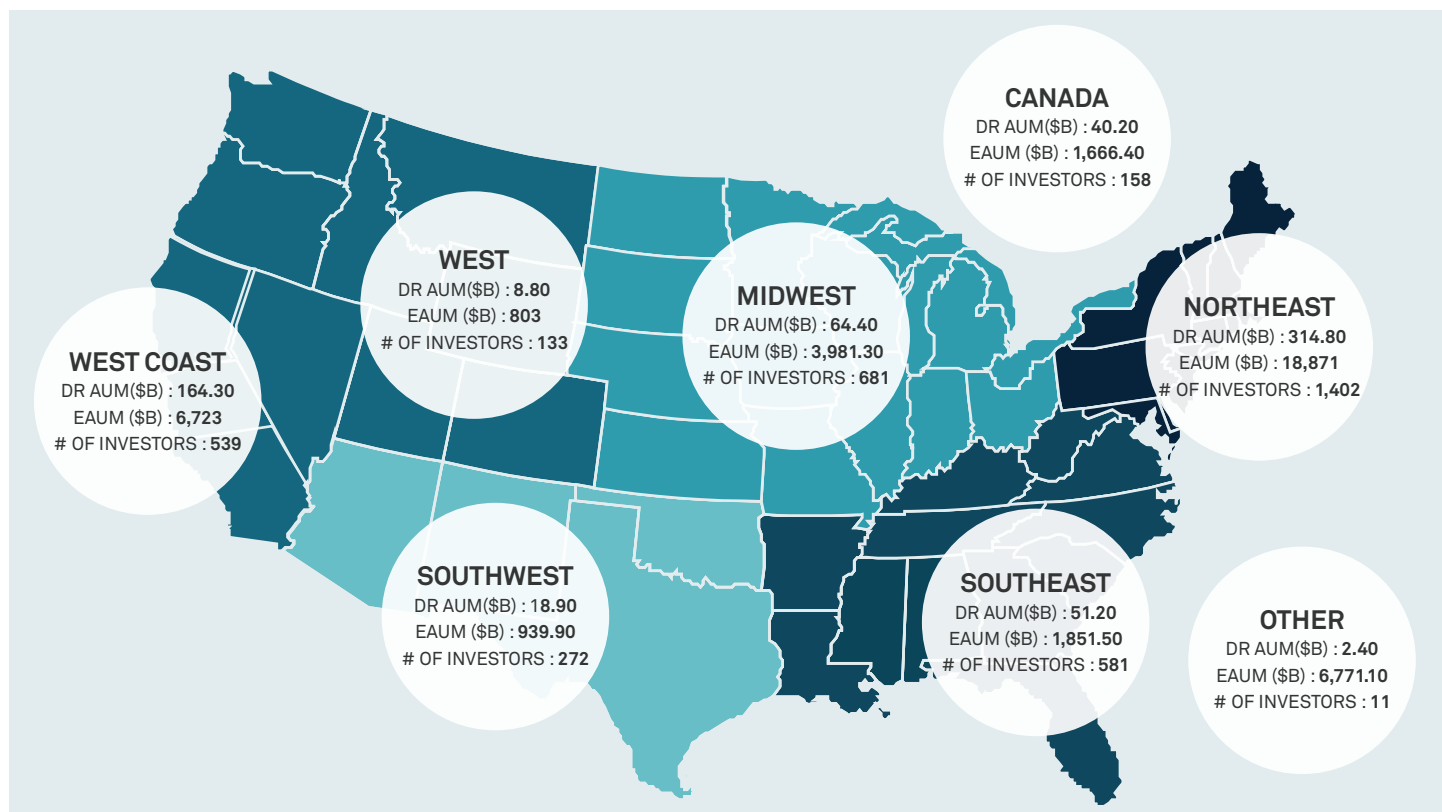 CANADA
DR AUM($B) : 40.20
EAUM ($B) : 1,666.40
# OF INVESTORS : 158
WEST
DR AUM($B) : 8.80
EAUM ($B) : 803
# OF INVESTORS : 133
MIDWEST
DR AUM($B) : 64.40
EAUM ($B) : 3,981.30
# OF INVESTORS : 681
NORTHEAST
DR AUM($B) : 314.80
EAUM ($B) : 18,871
# OF INVESTORS : 1,402
WEST COAST
DR AUM($B) : 164.30
EAUM ($B) : 6,723
# OF INVESTORS : 539
SOUTHWEST
DR AUM($B) : 18.90
EAUM ($B) : 939.90
# OF INVESTORS : 272
SOUTHEAST
DR AUM($B) : 51.20
EAUM ($B) : 1,851.50
# OF INVESTORS : 581
OTHER
DR AUM($B) : 2.40
EAUM ($B) : 6,771.10
# OF INVESTORS : 11